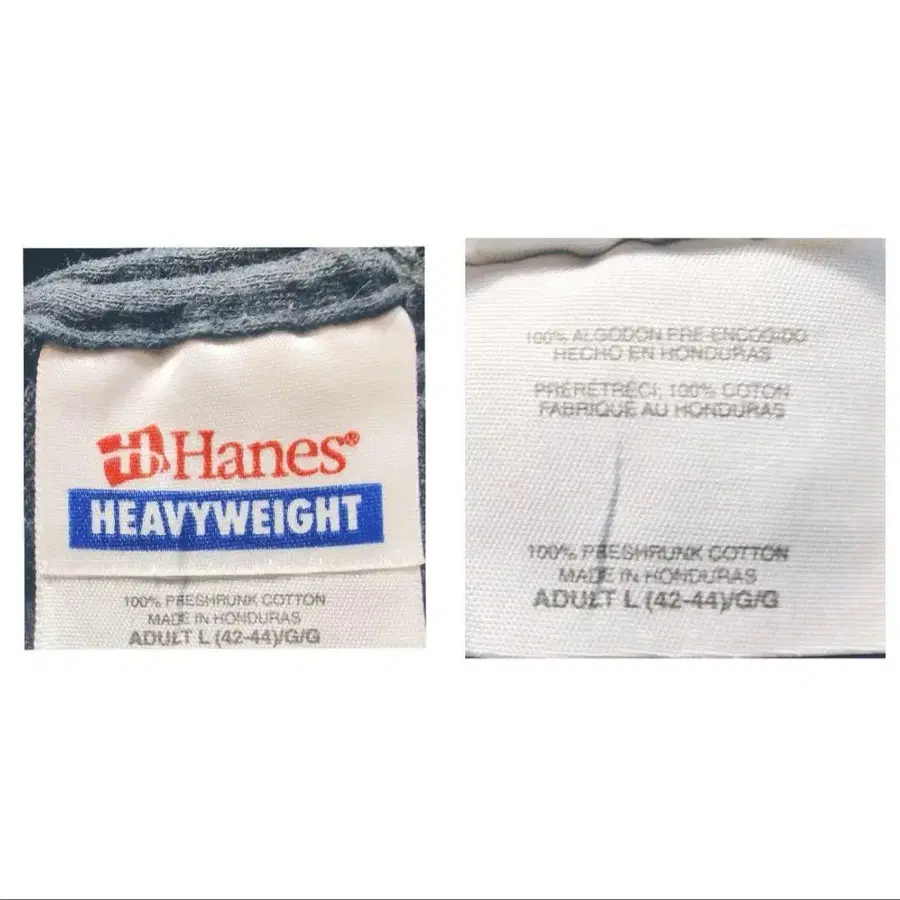 Hanes®
HEAVYWEIGHT
100% PRESHRUNK COTTON
MADE IN HONDURAS
ADULT L (42-44)/G/G
100% ALGODON PRE-ENCOGIDO
HECHO EN HONDURAS
PRÉRÉTRÉCI, 100% COTON
FABRIQUE AU HONDURAS
100% PRESHRUNK COTTON
MADE IN HONDURAS
ADULT L (42-44)/G/G